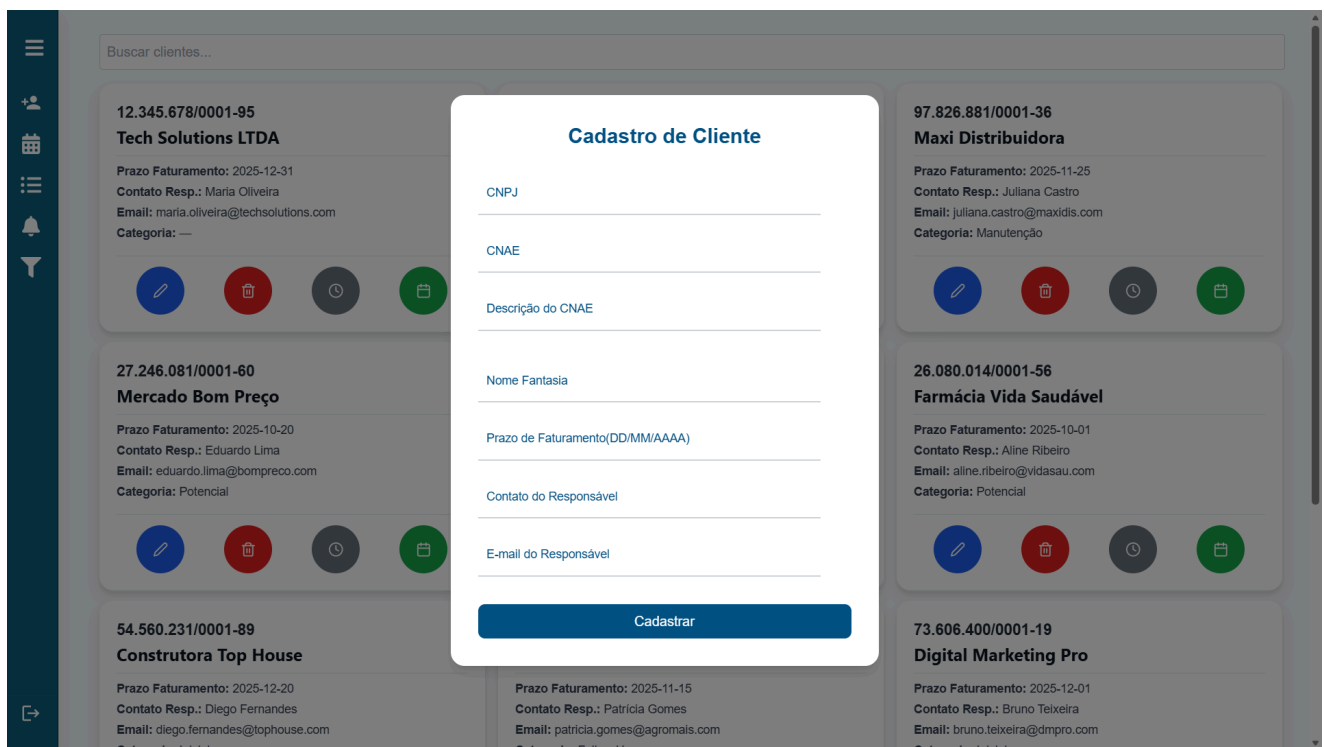 Buscar clientes...
12.345.678/0001-95
Tech Solutions LTDA
Prazo Faturamento: 2025-12-31
Contato Resp.: Maria Oliveira
Email: maria.oliveira@techsolutions.com
Categoria: —
97.826.881/0001-36
Maxi Distribuidora
Prazo Faturamento: 2025-11-25
Contato Resp.: Juliana Castro
Email: juliana.castro@maxidis.com
Categoria: Manutenção
27.246.081/0001-60
Mercado Bom Preço
Prazo Faturamento: 2025-10-20
Contato Resp.: Eduardo Lima
Email: eduardo.lima@bompreco.com
Categoria: Potencial
26.080.014/0001-56
Farmácia Vida Saudável
Prazo Faturamento: 2025-10-01
Contato Resp.: Aline Ribeiro
Email: aline.ribeiro@vidasau.com
Categoria: Potencial
54.560.231/0001-89
Construtora Top House
Prazo Faturamento: 2025-12-20
Contato Resp.: Diego Fernandes
Email: diego.fernandes@tophouse.com
Prazo Faturamento: 2025-11-15
Contato Resp.: Patrícia Gomes
Email: patricia.gomes@agromais.com
73.606.400/0001-19
Digital Marketing Pro
Prazo Faturamento: 2025-12-01
Contato Resp.: Bruno Teixeira
Email: bruno.teixeira@dmpro.com
Cadastro de Cliente
CNPJ
CNAE
Descrição do CNAE
Nome Fantasia
Prazo de Faturamento(DD/MM/AAAA)
Contato do Responsável
E-mail do Responsável
Cadastrar